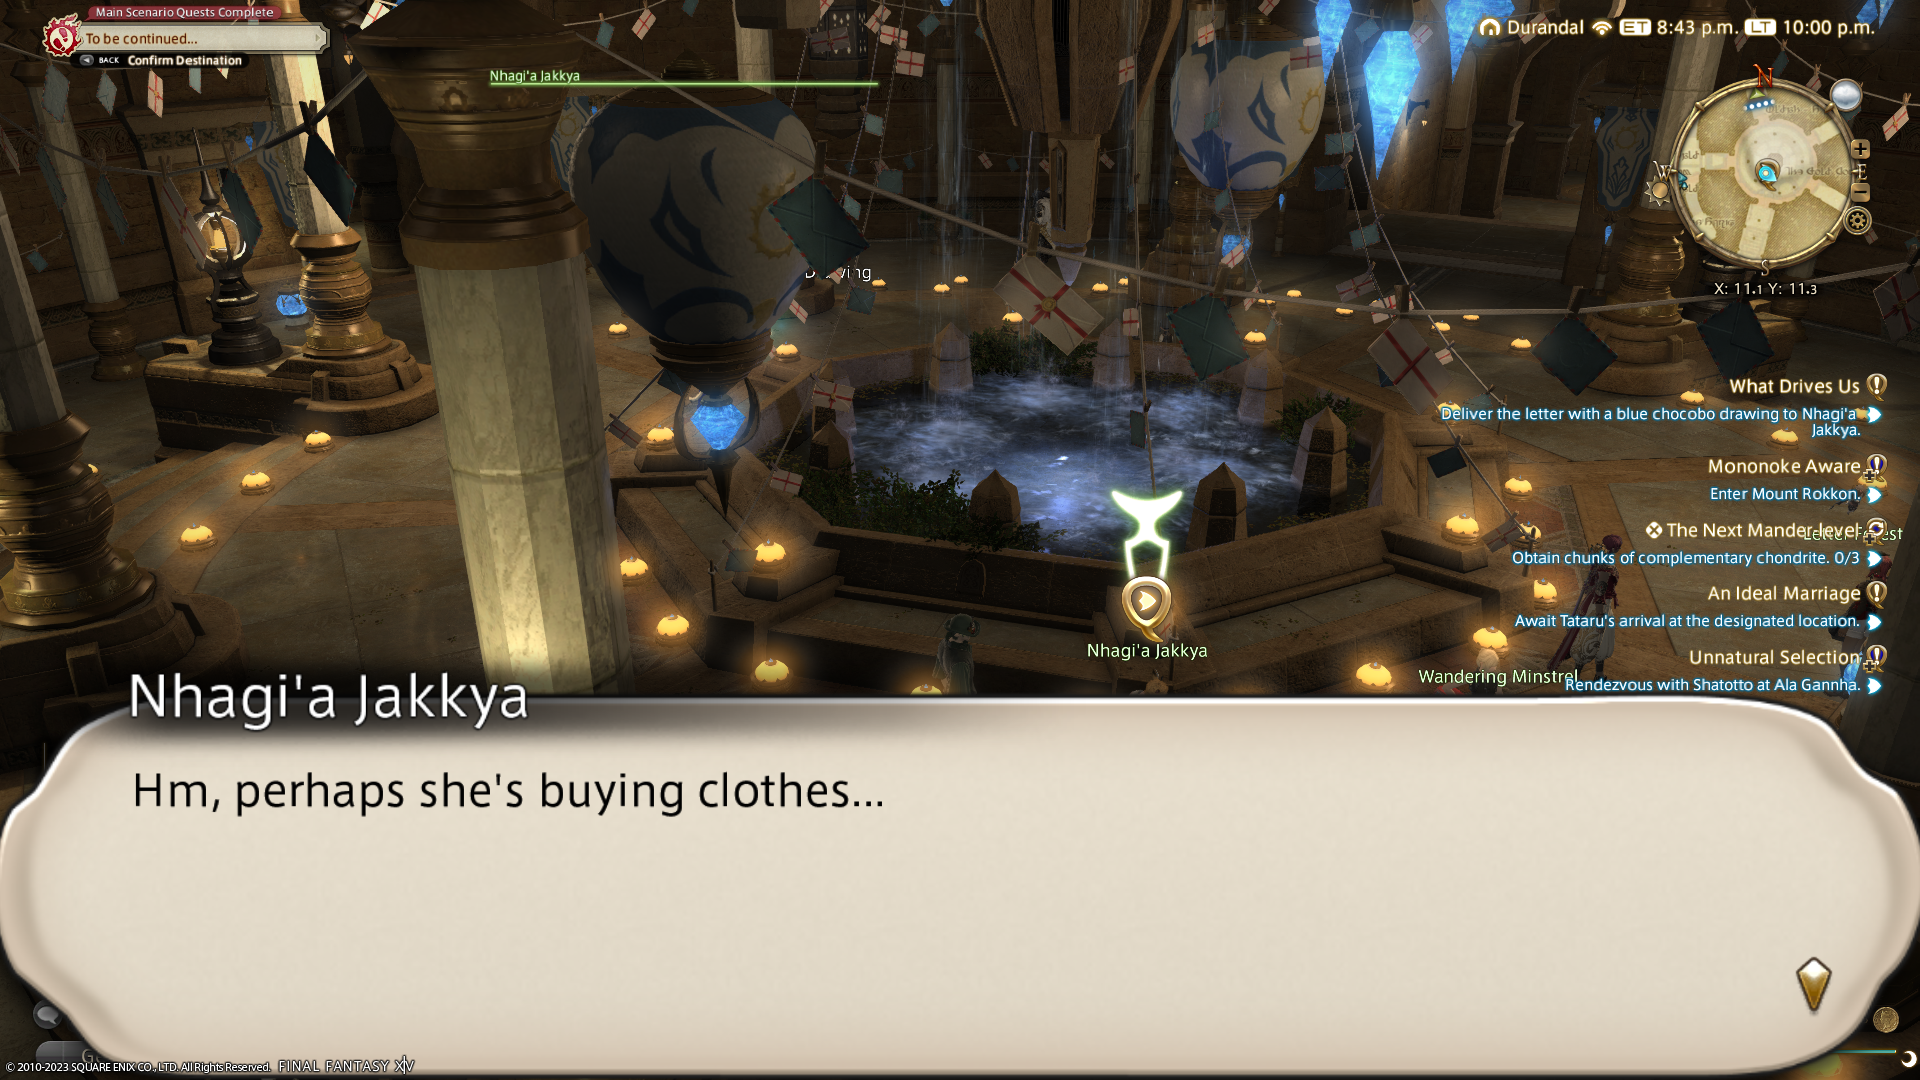 Main Scenario Quests Complete
To be continued...
BACK Confirm Destination
Nhagi'a Jakkya
Durandal ET 8:43 p.m. LT 10:00 p.m.
N
W
E
S
X: 11.1 Y: 11.3
What Drives Us
Deliver the letter with a blue chocobo drawing to Nhagi'a
Jakkya.
Mononoke Aware
Enter Mount Rokkon.
The Next Mander-level
Obtain chunks of complementary chondrite. 0/3
An Ideal Marriage
Await Tataru's arrival at the designated location.
Unnatural Selection
Rendezvous with Shatotto at Ala Gannha.
Nhagi'a Jakkya
Wandering Minstrel
Nhagi'a Jakkya
Hm, perhaps she's buying clothes...
© 2010-2023 SQUARE ENIX CO., LTD. All Rights Reserved. FINAL FANTASY XIV